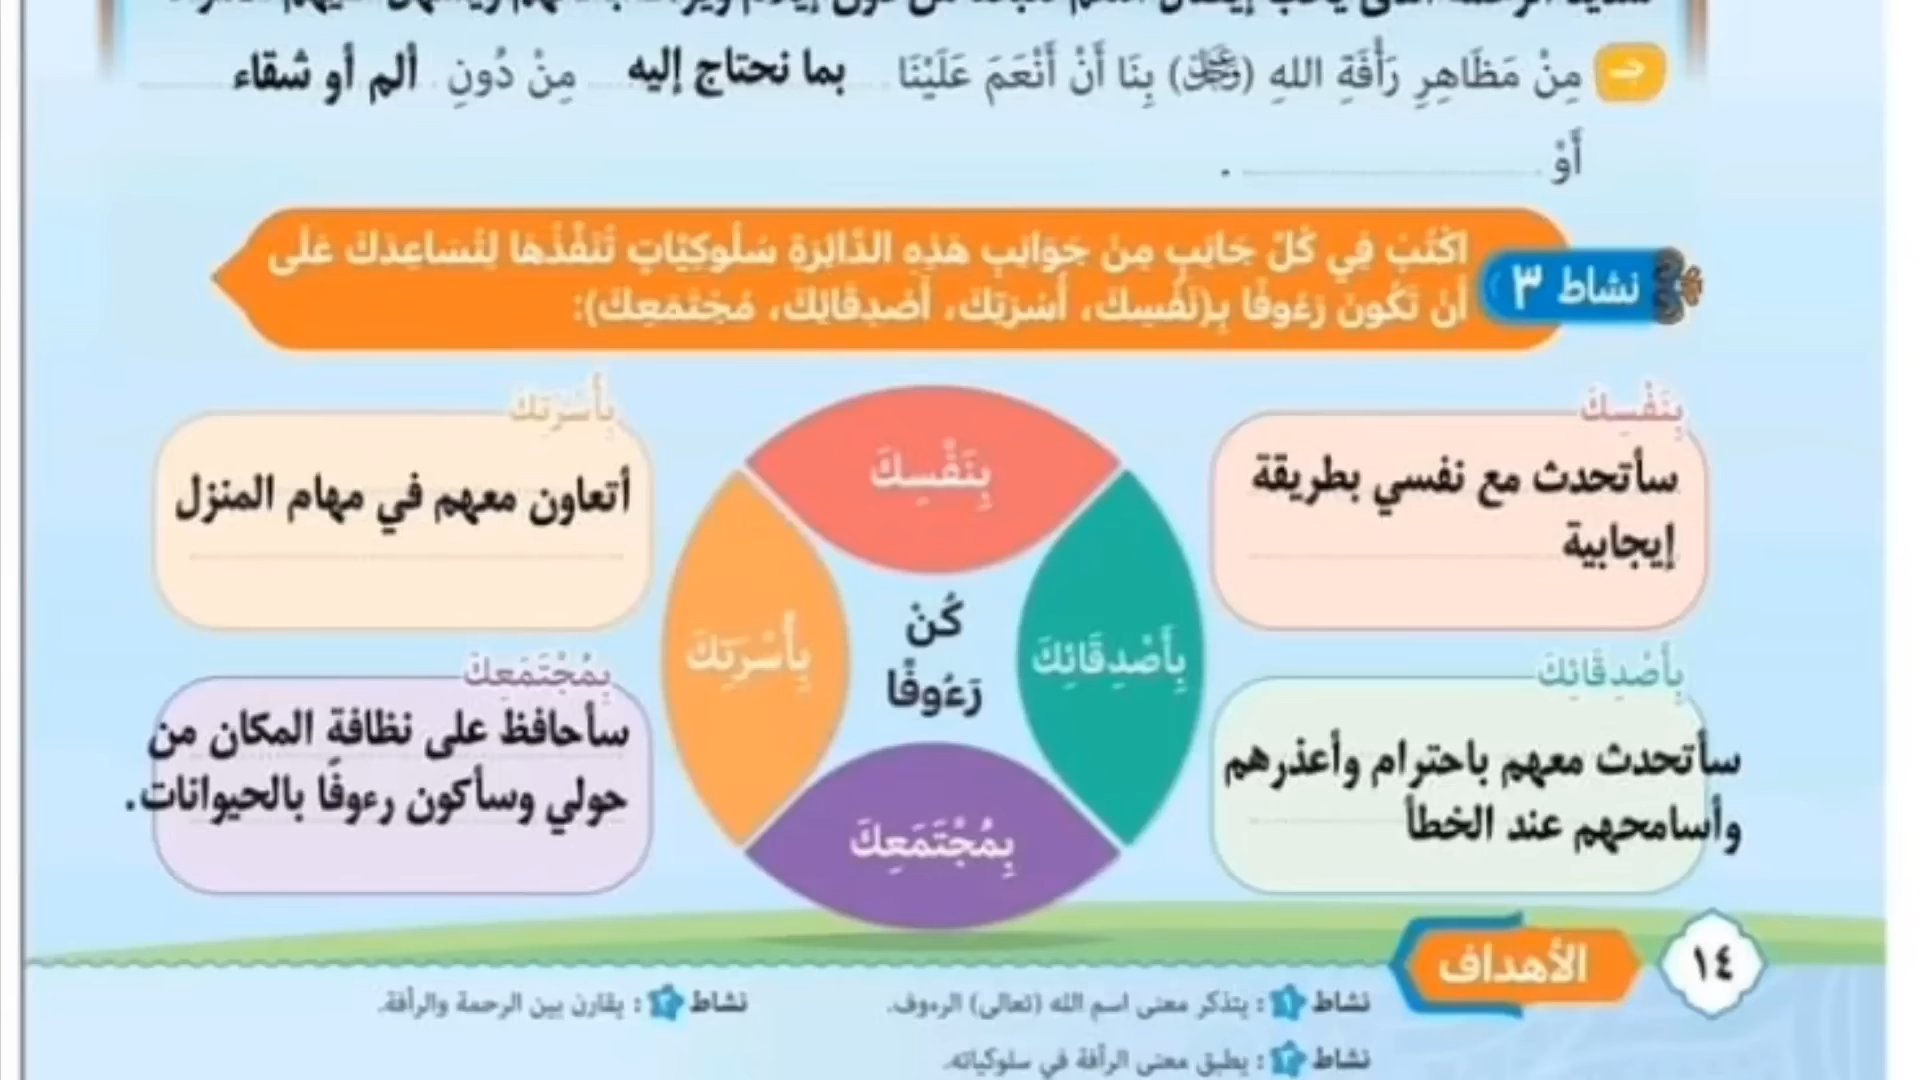 جـ مِنْ مَظَاهِرِ رَأْفَةِ اللهِ (ﷻ) بِنَا أَنْ أَنْعَمَ عَلَيْنَا بما نحتاج إليه مِنْ دُونِ ألم أو شقاء
أَوْ .
نشاط ٣
اكْتُبْ فِي كُلِّ جَانِبٍ مِنْ جَوَانِبِ هَذِهِ الدَّائِرَةِ سُلُوكِيَّاتٍ تُنَفِّذُهَا لِتُسَاعِدَكَ عَلَى
أَنْ تَكُونَ رَءُوفًا بِـ(نَفْسِكَ، أُسْرَتِكَ، أَصْدِقَائِكَ، مُجْتَمَعِكَ):
بِنَفْسِكَ
سأتحدث مع نفسي بطريقة
إيجابية
بِأُسْرَتِكَ
أتعاون معهم في مهام المنزل
بِنَفْسِكَ
بِأَصْدِقَائِكَ
كُنْ
رَءُوفًا
بِأُسْرَتِكَ
بِمُجْتَمَعِكَ
بِأَصْدِقَائِكَ
سأتحدث معهم باحترام وأعذرهم
وأسامحهم عند الخطأ
بِمُجْتَمَعِكَ
سأحافظ على نظافة المكان من
حولي وسأكون رءوفًا بالحيوانات.
١٤
الأهداف
نشاط ١ : يتذكر معنى اسم الله (تعالى) الرءوف.
نشاط ٢ : يقارن بين الرحمة والرأفة.
نشاط ٣ : يطبق معنى الرأفة في سلوكياته.